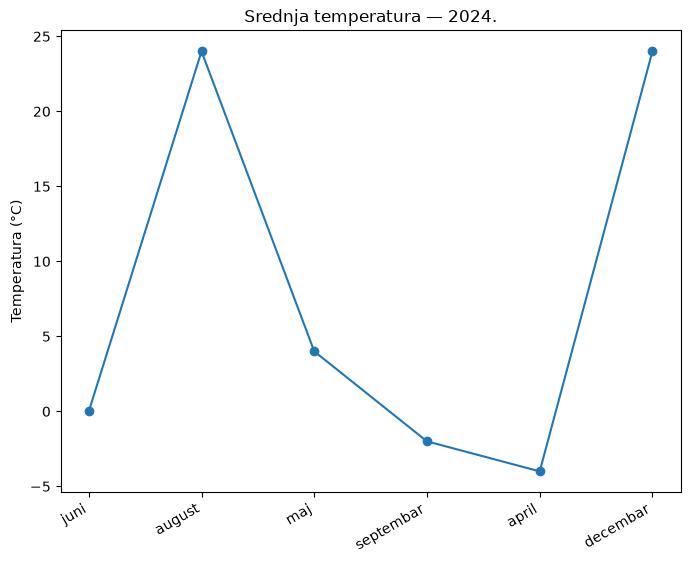 Srednja temperatura — 2024.
Temperatura (°C)
25
20
15
10
5
0
−5
juni
august
maj
septembar
april
decembar